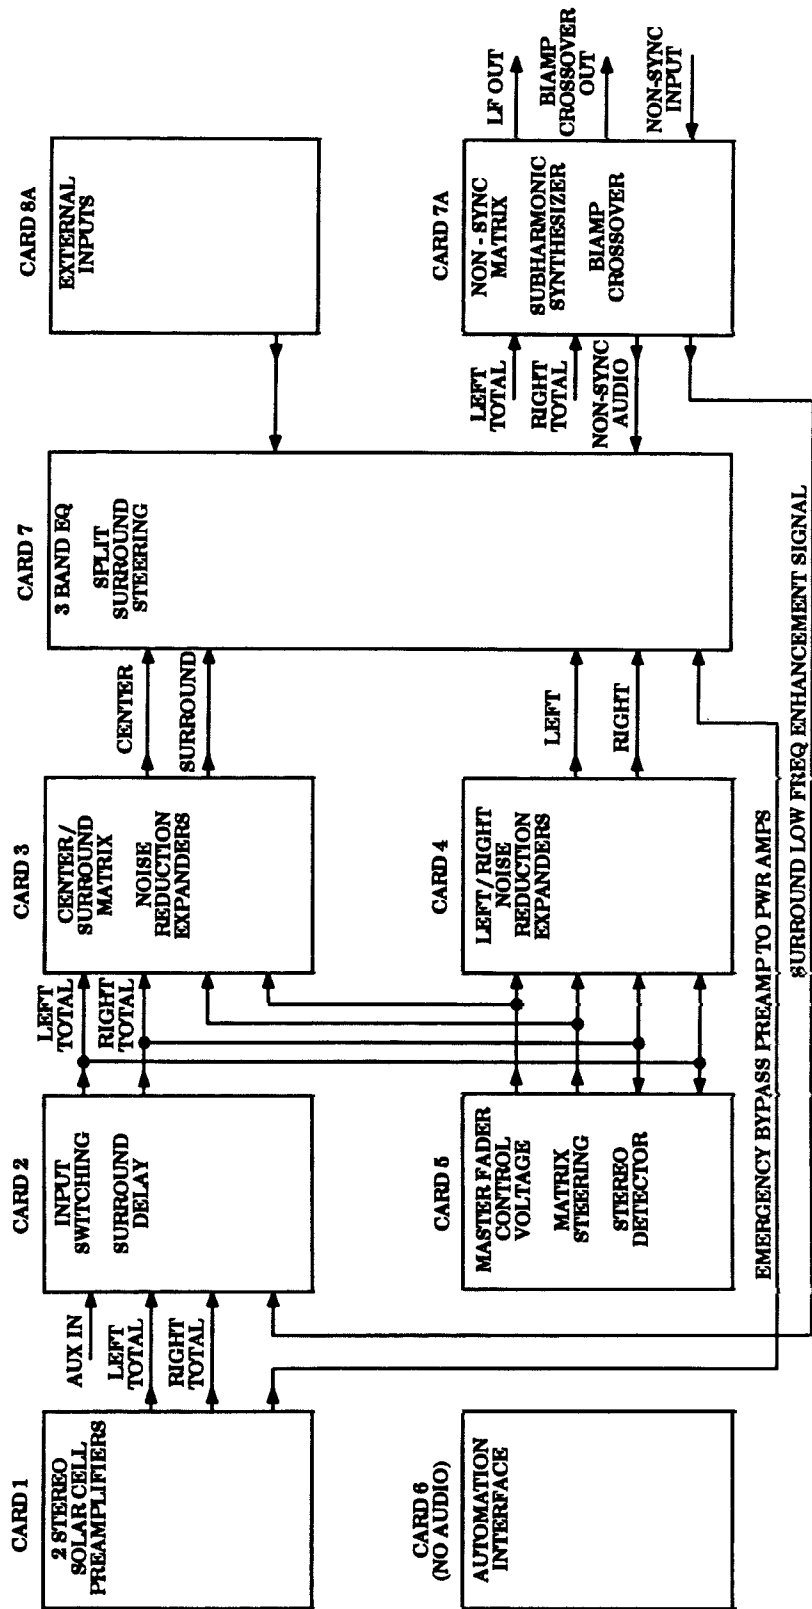 CARD 1
2 STEREO
SOLAR CELL
PREAMPLIFIERS
AUX IN
LEFT
TOTAL
RIGHT
TOTAL
CARD 2
INPUT
SWITCHING
SURROUND
DELAY
LEFT
TOTAL
RIGHT
TOTAL
CARD 3
CENTER/
SURROUND
MATRIX
NOISE
REDUCTION
EXPANDERS
CENTER
SURROUND
CARD 7
3 BAND EQ
SPLIT
SURROUND
STEERING
CARD 8A
EXTERNAL
INPUTS
CARD 6
(NO AUDIO)
AUTOMATION
INTERFACE
CARD 5
MASTER FADER
CONTROL
VOLTAGE
MATRIX
STEERING
STEREO
DETECTOR
CARD 4
LEFT/RIGHT
NOISE
REDUCTION
EXPANDERS
LEFT
RIGHT
LEFT
TOTAL
RIGHT
TOTAL
NON-SYNC
AUDIO
CARD 7A
NON - SYNC
MATRIX
SUBHARMONIC
SYNTHESIZER
BIAMP
CROSSOVER
LF OUT
BIAMP
CROSSOVER
OUT
NON-SYNC
INPUT
EMERGENCY BYPASS PREAMP TO PWR AMPS
SURROUND LOW FREQ ENHANCEMENT SIGNAL